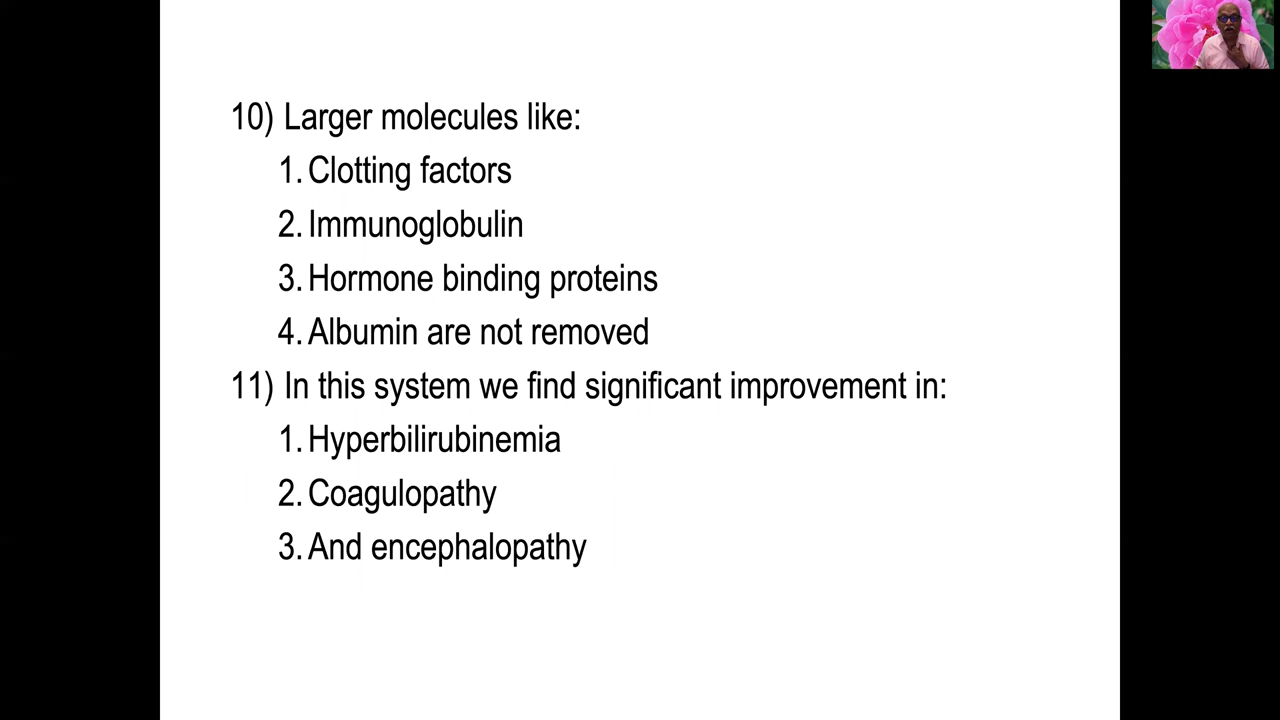 10) Larger molecules like:
1. Clotting factors
2. Immunoglobulin
3. Hormone binding proteins
4. Albumin are not removed
11) In this system we find significant improvement in:
1. Hyperbilirubinemia
2. Coagulopathy
3. And encephalopathy